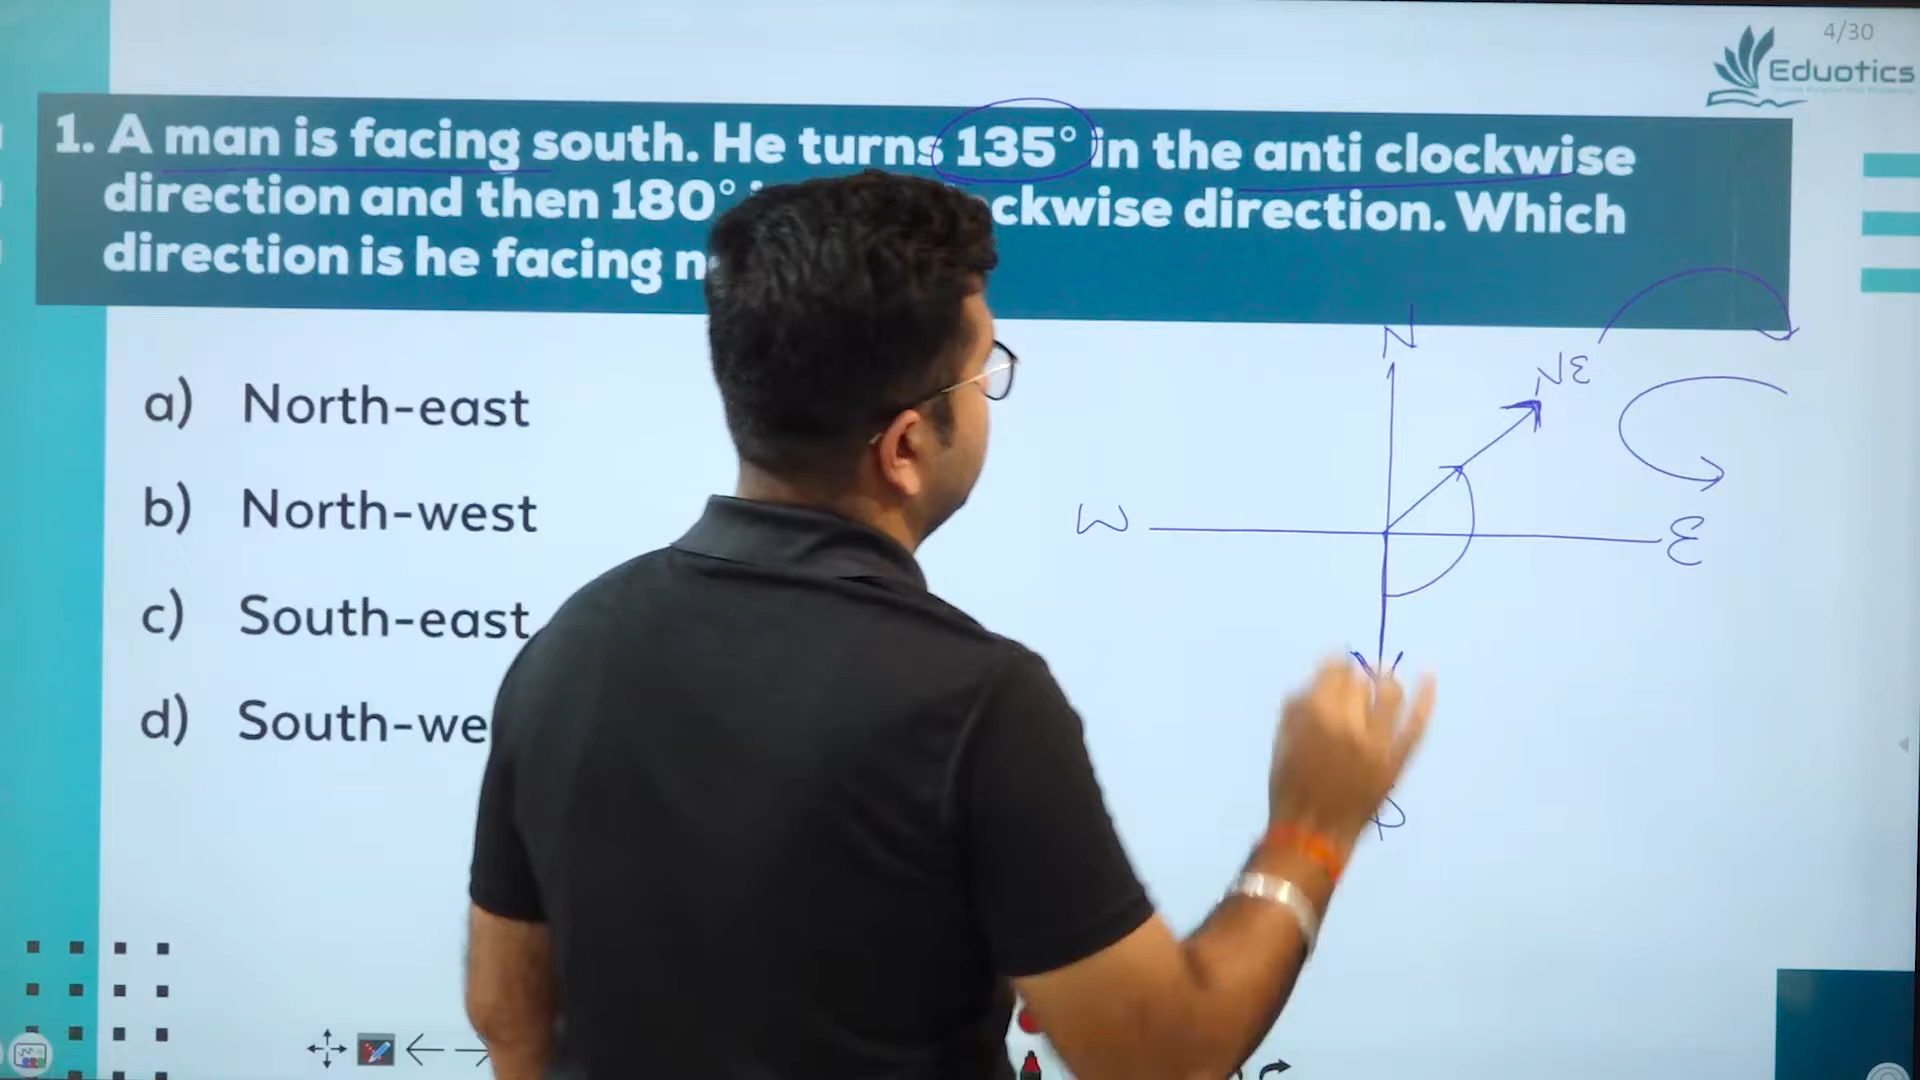 4/30
Eduotics
1. A man is facing south. He turns 135° in the anti clockwise
direction and then 180° ckwise direction. Which
direction is he facing n
a) North-east
b) North-west
c) South-east
d) South-we
N
NE
W
E